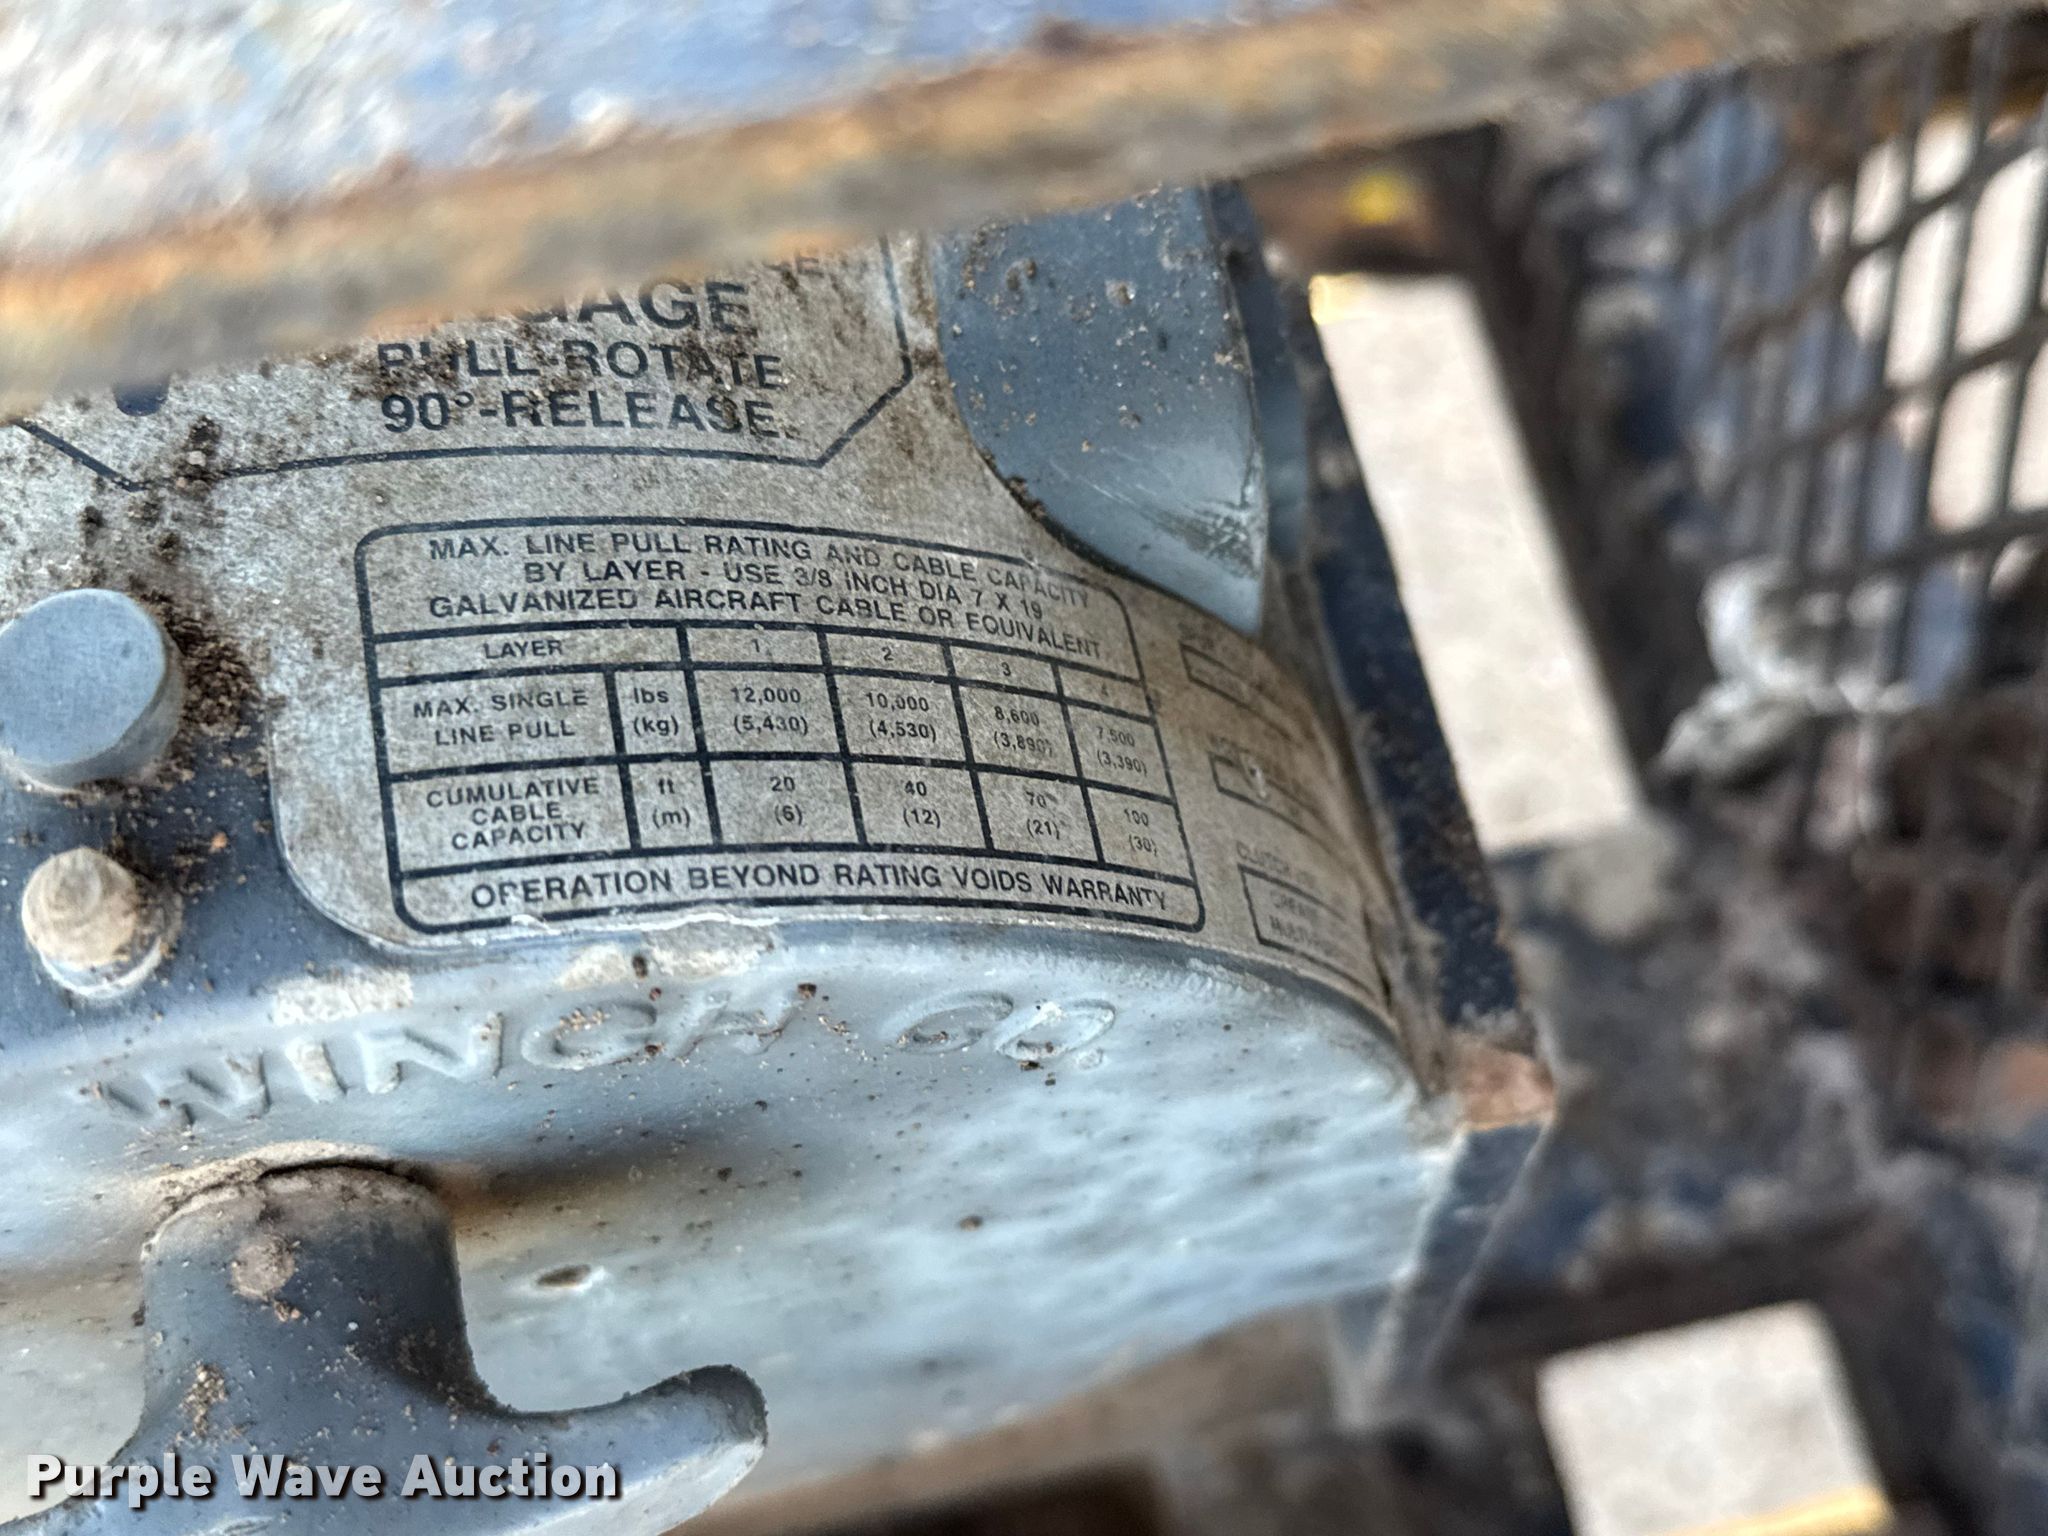 PULL-ROTATE
90°-RELEASE.
MAX. LINE PULL RATING AND CABLE CAPACITY
BY LAYER - USE 3/8 INCH DIA 7 X 19
GALVANIZED AIRCRAFT CABLE OR EQUIVALENT
LAYER 1 2 3 4
MAX. SINGLE LINE PULL lbs (kg) 12,000 (5,430) 10,000 (4,530) 8,600 (3,890) 7,500 (3,390)
CUMULATIVE CABLE CAPACITY ft (m) 20 (6) 40 (12) 70 (21) 100 (30)
OPERATION BEYOND RATING VOIDS WARRANTY
WINCH CO.
Purple Wave Auction